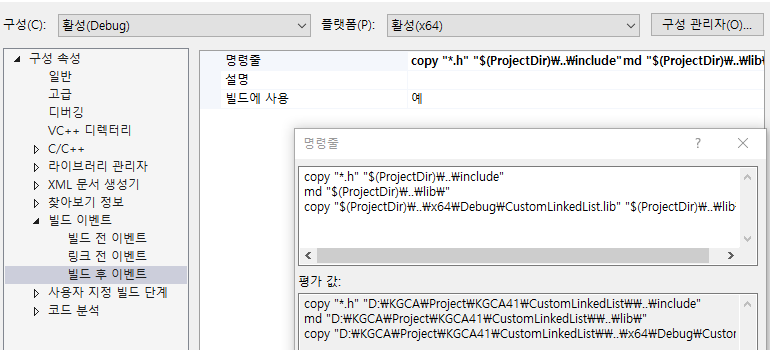 구성(C): 활성(Debug) 플랫폼(P): 활성(x64) 구성 관리자(O)...
구성 속성
일반
고급
디버깅
VC++ 디렉터리
C/C++
라이브러리 관리자
XML 문서 생성기
찾아보기 정보
빌드 이벤트
빌드 전 이벤트
링크 전 이벤트
빌드 후 이벤트
사용자 지정 빌드 단계
코드 분석
명령줄 copy "*.h" "$(ProjectDir)\..\include"md "$(ProjectDir)\..\lib\
설명
빌드에 사용 예
명령줄 ?
copy "*.h" "$(ProjectDir)\..\include"
md "$(ProjectDir)\..\lib\"
copy "$(ProjectDir)\..\x64\Debug\CustomLinkedList.lib" "$(ProjectDir)\..\lib
평가 값:
copy "*.h" "D:\KGCA\Project\KGCA41\CustomLinkedList\\..\include"
md "D:\KGCA\Project\KGCA41\CustomLinkedList\\..\lib\"
copy "D:\KGCA\Project\KGCA41\CustomLinkedList\\..\x64\Debug\Custom